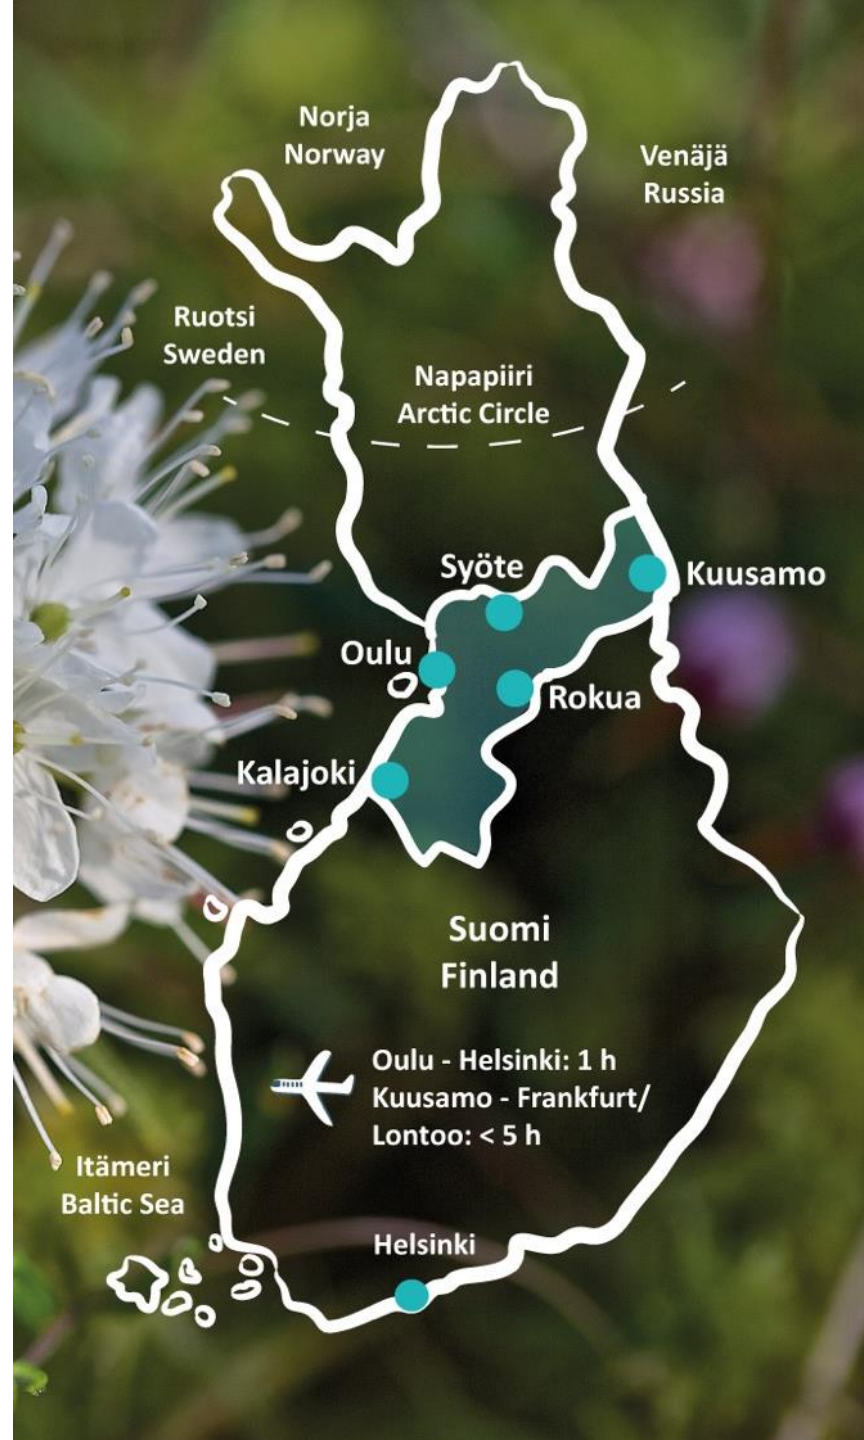 Norja
Norway
Venäjä
Russia
Ruotsi
Sweden
Napapiiri
Arctic Circle
Syöte
Kuusamo
Oulu
Rokua
Kalajoki
Suomi
Finland
Oulu - Helsinki: 1 h
Kuusamo - Frankfurt/
Lontoo: < 5 h
Itämeri
Baltic Sea
Helsinki